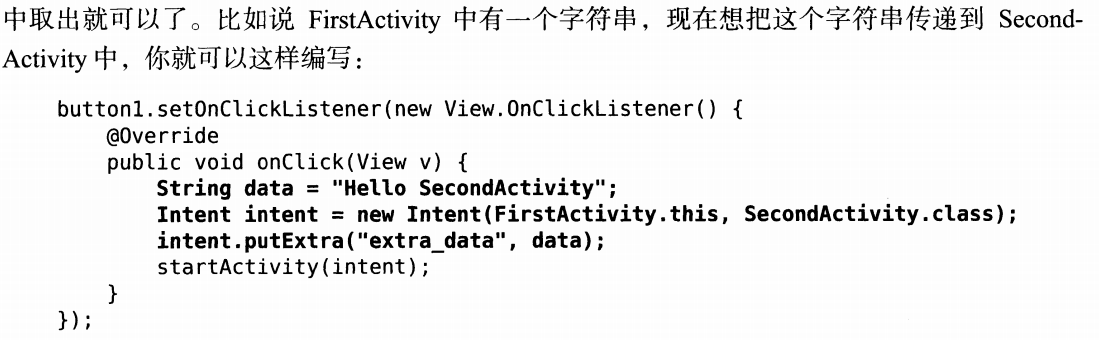 中取出就可以了。比如说 FirstActivity 中有一个字符串，现在想把这个字符串传递到 Second-
Activity 中，你就可以这样编写：
button1.setOnClickListener(new View.OnClickListener() {
    @Override
    public void onClick(View v) {
        String data = "Hello SecondActivity";
        Intent intent = new Intent(FirstActivity.this, SecondActivity.class);
        intent.putExtra("extra_data", data);
        startActivity(intent);
    }
});